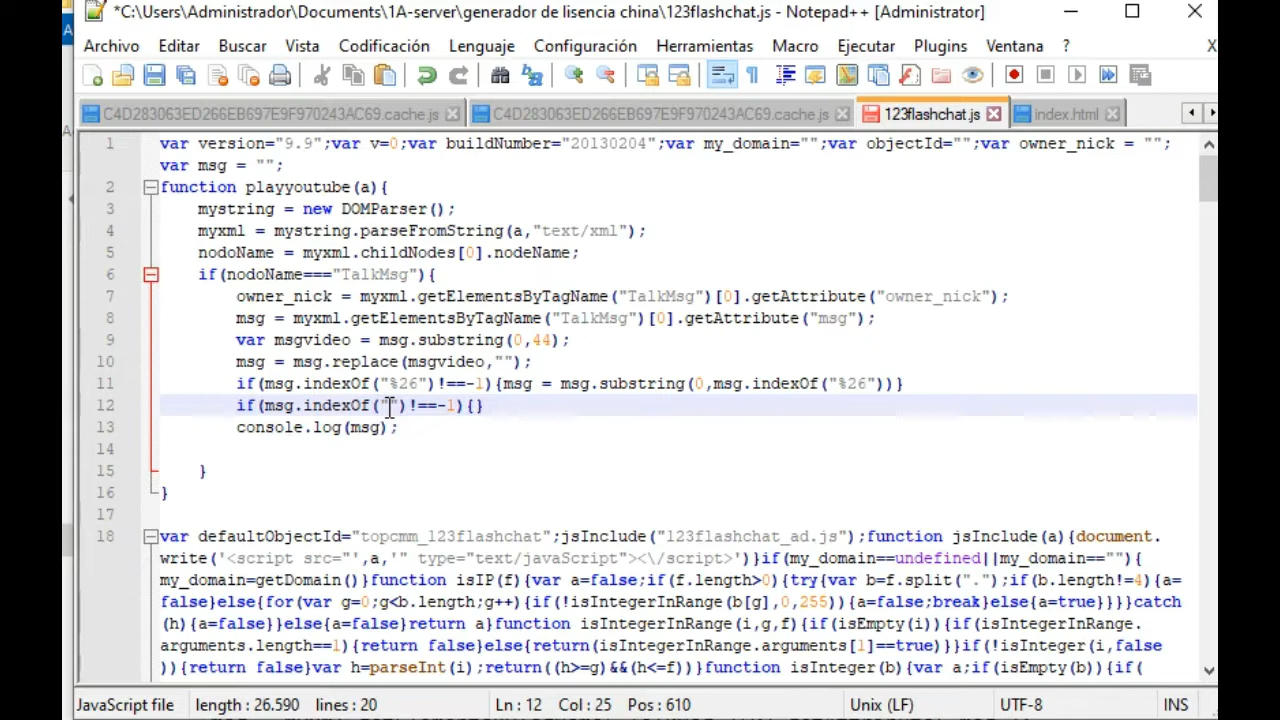 *C:\Users\Administrador\Documents\1A-server\generador de lisencia china\123flashchat.js - Notepad++ [Administrator]
Archivo Editar Buscar Vista Codificación Lenguaje Configuración Herramientas Macro Ejecutar Plugins Ventana ? X
C4D283063ED266EB697E9F970243AC69.cache.js C4D283063ED266EB697E9F970243AC69.cache.js 123flashchat.js index.html
1 var version="9.9";var v=0;var buildNumber="20130204";var my_domain="";var objectId="";var owner_nick = "";
var msg = "";
2 function playyoutube(a){
3 mystring = new DOMParser();
4 myxml = mystring.parseFromString(a,"text/xml");
5 nodoName = myxml.childNodes[0].nodeName;
6 if(nodoName==="TalkMsg"){
7 owner_nick = myxml.getElementsByTagName("TalkMsg")[0].getAttribute("owner_nick");
8 msg = myxml.getElementsByTagName("TalkMsg")[0].getAttribute("msg");
9 var msgvideo = msg.substring(0,44);
10 msg = msg.replace(msgvideo,"");
11 if(msg.indexOf("%26")!==-1){msg = msg.substring(0,msg.indexOf("%26"))}
12 if(msg.indexOf("")!==-1){}
13 console.log(msg);
14
15 }
16 }
17
18 var defaultObjectId="topcmm_123flashchat";jsInclude("123flashchat_ad.js");function jsInclude(a){document.
write('<script src="',a,'" type="text/javaScript"><\/script>')}if(my_domain==undefined||my_domain==""){
my_domain=getDomain()}function isIP(f){var a=false;if(f.length>0){try{var b=f.split(".");if(b.length!=4){a=
false}else{for(var g=0;g<b.length;g++){if(!isIntegerInRange(b[g],0,255)){a=false;break}else{a=true}}}}catch
(h){a=false}}else{a=false}return a}function isIntegerInRange(i,g,f){if(isEmpty(i)){if(isIntegerInRange.
arguments.length==1){return false}else{return(isIntegerInRange.arguments[1]==true)}}if(!isInteger(i,false
)){return false}var h=parseInt(i);return((h>=g)&&(h<=f))}function isInteger(b){var a;if(isEmpty(b)){if(
JavaScript file length : 26.590 lines : 20 Ln : 12 Col : 25 Pos : 610 Unix (LF) UTF-8 INS